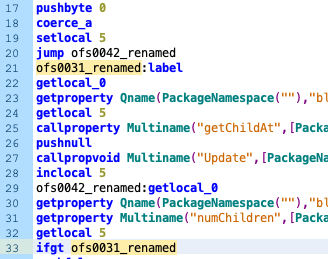 17 pushbyte 0
18 coerce_a
19 setlocal 5
20 jump ofs0042_renamed
21 ofs0031_renamed:label
22 getlocal_0
23 getproperty Qname(PackageNamespace(""),"bl
24 getlocal 5
25 callproperty Multiname("getChildAt",[Packa
26 pushnull
27 callpropvoid Multiname("Update",[PackageNa
28 inclocal 5
29 ofs0042_renamed:getlocal_0
30 getproperty Qname(PackageNamespace(""),"bl
31 getproperty Multiname("numChildren",[Packa
32 getlocal 5
33 ifgt ofs0031_renamed